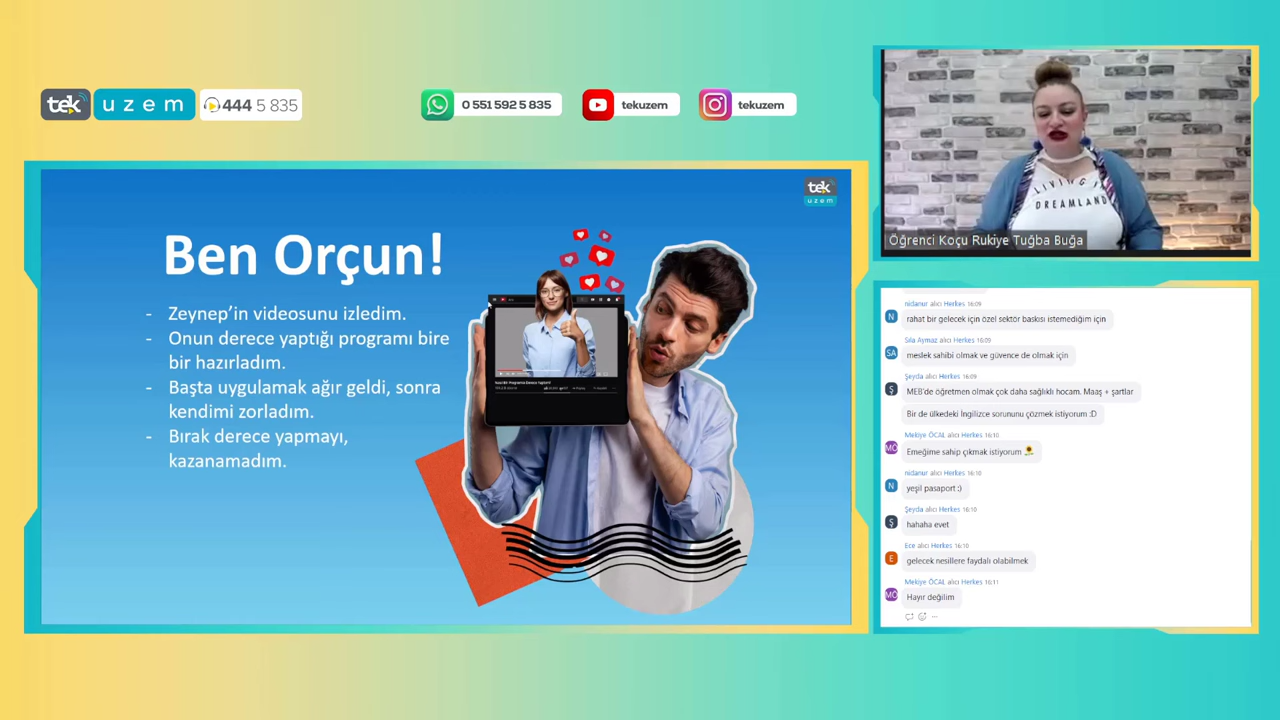 tek uzem 444 5 835
0 551 592 5 835
tekuzem
tekuzem
tek
uzem
Ben Orçun!
- Zeynep'in videosunu izledim.
- Onun derece yaptığı programı bire
bir hazırladım.
- Başta uygulamak ağır geldi, sonra
kendimi zorladım.
- Bırak derece yapmayı,
kazanamadım.
LIVING I
DREAMLAND
Öğrenci Koçu Rukiye Tuğba Buğa
nidanur alıcı Herkes 16:09
N
rahat bir gelecek için özel sektör baskısı istemediğim için
Sıla Aymaz alıcı Herkes 16:09
SA
meslek sahibi olmak ve güvence de olmak için
Şeyda alıcı Herkes 16:09
Ş
MEB'de öğretmen olmak çok daha sağlıklı hocam. Maaş + şartlar
Bir de ülkedeki İngilizce sorununu çözmek istiyorum :D
Mekiye ÖCAL alıcı Herkes 16:10
MÖ
Emeğime sahip çıkmak istiyorum
nidanur alıcı Herkes 16:10
N
yeşil pasaport :)
Şeyda alıcı Herkes 16:10
Ş
hahaha evet
Ece alıcı Herkes 16:10
E
gelecek nesillere faydalı olabilmek
Mekiye ÖCAL alıcı Herkes 16:11
MÖ
Hayır değilim